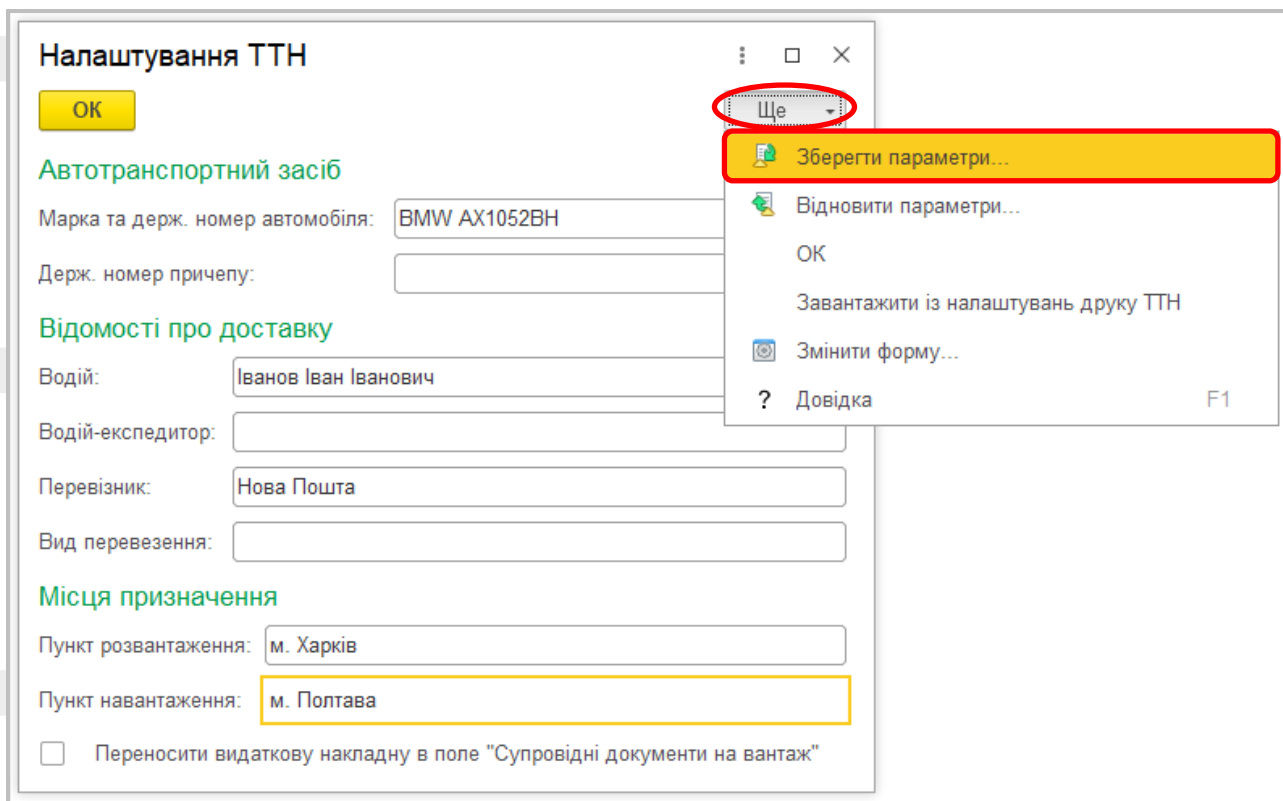 Налаштування ТТН
ОК
Ще
Зберегти параметри...
Відновити параметри...
ОК
Завантажити із налаштувань друку ТТН
Змінити форму...
? Довідка F1
Автотранспортний засіб
Марка та держ. номер автомобіля: BMW AX1052BH
Держ. номер причепу:
Відомості про доставку
Водій: Іванов Іван Іванович
Водій-експедитор:
Перевізник: Нова Пошта
Вид перевезення:
Місця призначення
Пункт розвантаження: м. Харків
Пункт навантаження: м. Полтава
Переносити видаткову накладну в поле "Супровідні документи на вантаж"